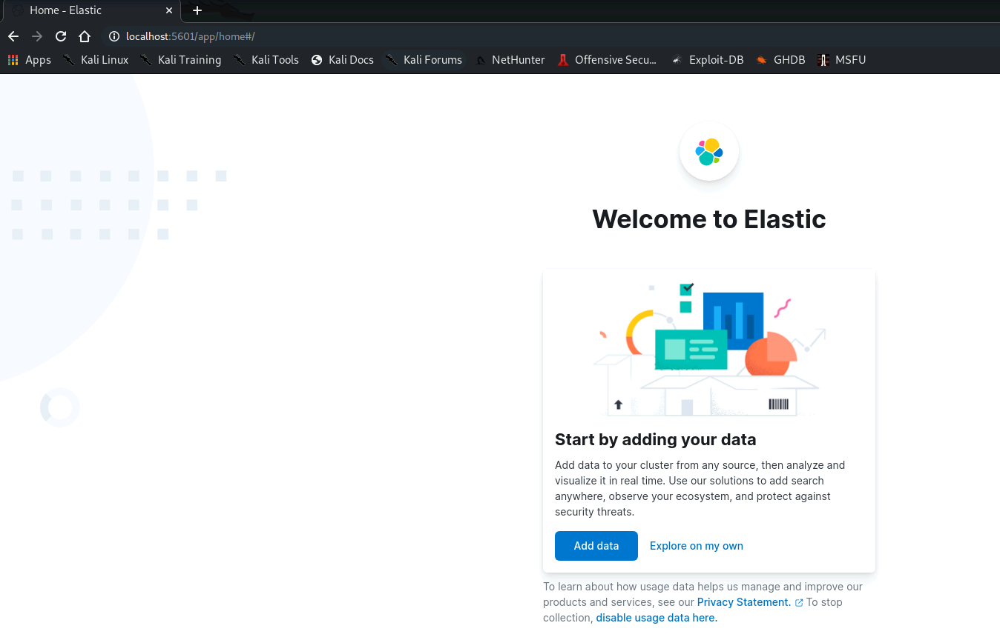 Home - Elastic
localhost:5601/app/home#/
Apps Kali Linux Kali Training Kali Tools Kali Docs Kali Forums NetHunter Offensive Secu... Exploit-DB GHDB MSFU
Welcome to Elastic
Start by adding your data
Add data to your cluster from any source, then analyze and
visualize it in real time. Use our solutions to add search
anywhere, observe your ecosystem, and protect against
security threats.
Add data Explore on my own
To learn about how usage data helps us manage and improve our
products and services, see our Privacy Statement. To stop
collection, disable usage data here.